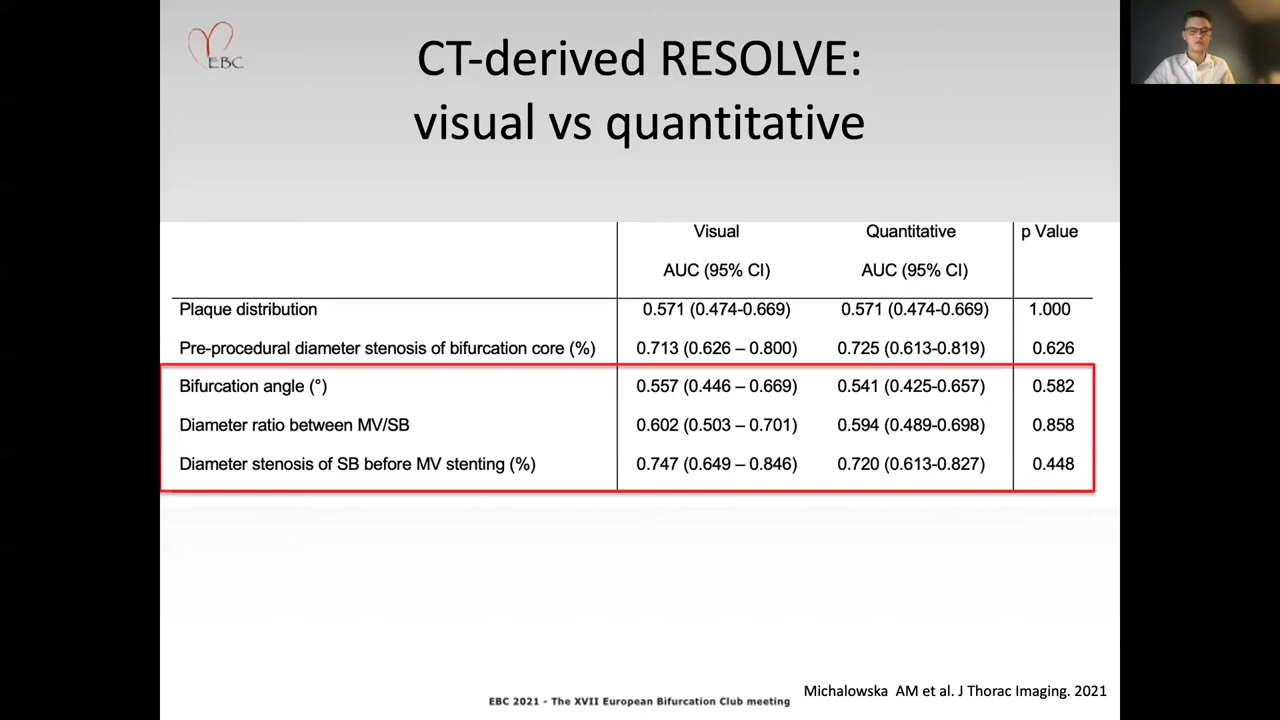 EBC
CT-derived RESOLVE:
visual vs quantitative
Visual Quantitative p Value
AUC (95% CI) AUC (95% CI)
Plaque distribution 0.571 (0.474-0.669) 0.571 (0.474-0.669) 1.000
Pre-procedural diameter stenosis of bifurcation core (%) 0.713 (0.626 – 0.800) 0.725 (0.613-0.819) 0.626
Bifurcation angle (°) 0.557 (0.446 – 0.669) 0.541 (0.425-0.657) 0.582
Diameter ratio between MV/SB 0.602 (0.503 – 0.701) 0.594 (0.489-0.698) 0.858
Diameter stenosis of SB before MV stenting (%) 0.747 (0.649 – 0.846) 0.720 (0.613-0.827) 0.448
Michalowska AM et al. J Thorac Imaging. 2021
EBC 2021 - The XVII European Bifurcation Club meeting